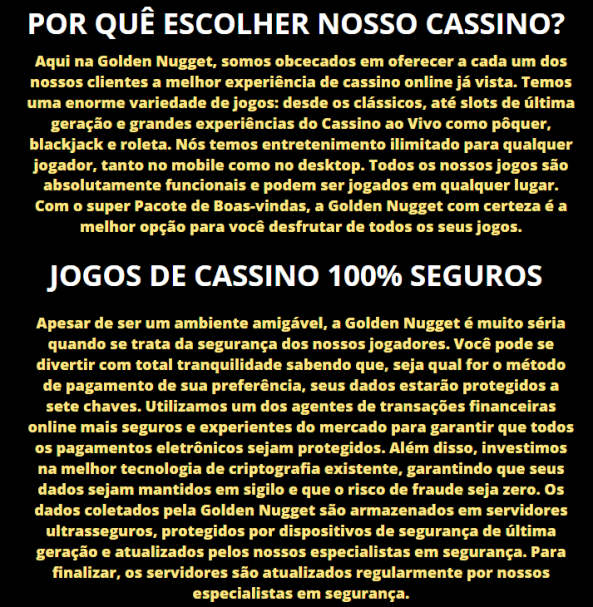 POR QUÊ ESCOLHER NOSSO CASSINO?
Aqui na Golden Nugget, somos obcecados em oferecer a cada um dos
nossos clientes a melhor experiência de cassino online já vista. Temos
uma enorme variedade de jogos: desde os clássicos, até slots de última
geração e grandes experiências do Cassino ao Vivo como pôquer,
blackjack e roleta. Nós temos entretenimento ilimitado para qualquer
jogador, tanto no mobile como no desktop. Todos os nossos jogos são
absolutamente funcionais e podem ser jogados em qualquer lugar.
Com o super Pacote de Boas-vindas, a Golden Nugget com certeza é a
melhor opção para você desfrutar de todos os seus jogos.
JOGOS DE CASSINO 100% SEGUROS
Apesar de ser um ambiente amigável, a Golden Nugget é muito séria
quando se trata da segurança dos nossos jogadores. Você pode se
divertir com total tranquilidade sabendo que, seja qual for o método
de pagamento de sua preferência, seus dados estarão protegidos a
sete chaves. Utilizamos um dos agentes de transações financeiras
online mais seguros e experientes do mercado para garantir que todos
os pagamentos eletrônicos sejam protegidos. Além disso, investimos
na melhor tecnologia de criptografia existente, garantindo que seus
dados sejam mantidos em sigilo e que o risco de fraude seja zero. Os
dados coletados pela Golden Nugget são armazenados em servidores
ultrasseguros, protegidos por dispositivos de segurança de última
geração e atualizados pelos nossos especialistas em segurança. Para
finalizar, os servidores são atualizados regularmente por nossos
especialistas em segurança.